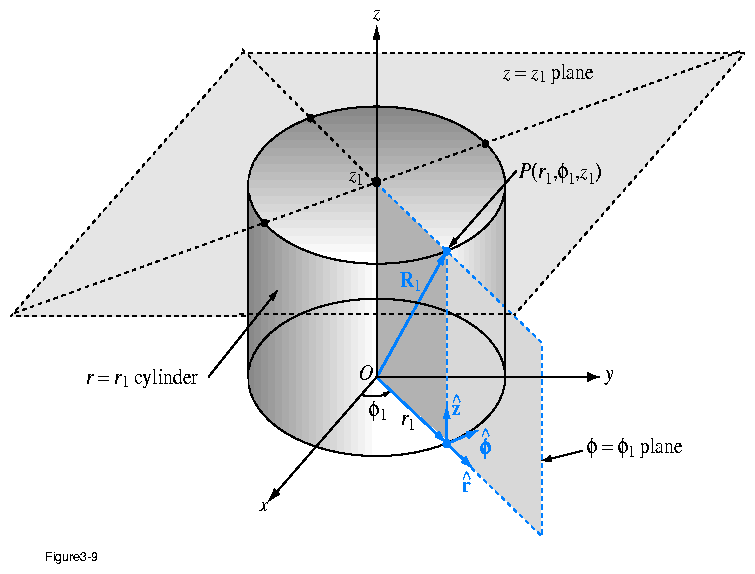 z
z = z₁ plane
z₁
P(r₁,ϕ₁,z₁)
R₁
r = r₁ cylinder
O
y
ϕ₁
r₁
ẑ
ϕ̂
ϕ = ϕ₁ plane
r̂
x
Figure3-9